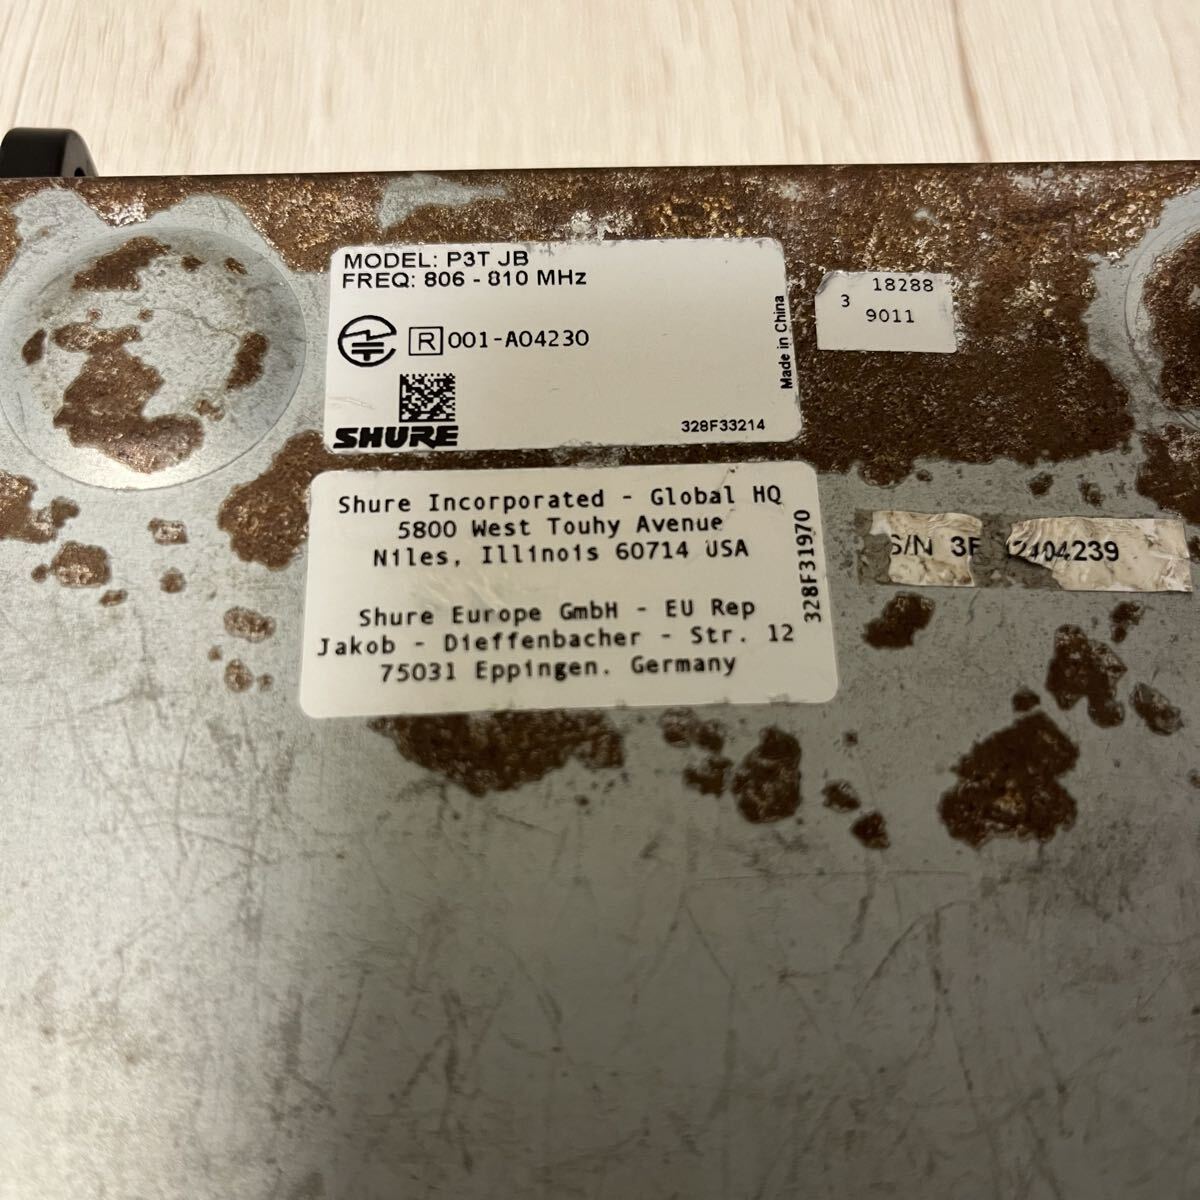 MODEL: P3T JB
FREQ: 806 - 810 MHz
R 001-A04230
SHURE
328F33214
Made in China
18288
3
9011
Shure Incorporated - Global HQ
5800 West Touhy Avenue
Niles, Illinois 60714 USA
Shure Europe GmbH - EU Rep
Jakob - Dieffenbacher - Str. 12
75031 Eppingen. Germany
328F31970
S/N